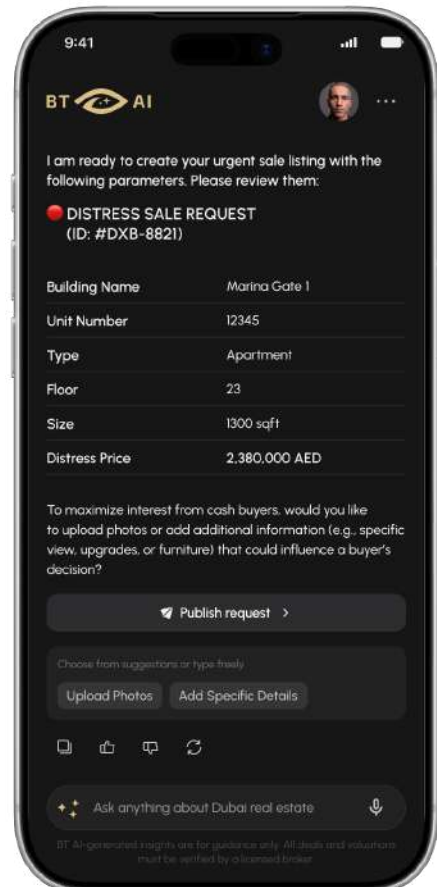 9:41
BT AI
I am ready to create your urgent sale listing with the
following parameters. Please review them:
DISTRESS SALE REQUEST
(ID: #DXB-8821)
Building Name Marina Gate 1
Unit Number 12345
Type Apartment
Floor 23
Size 1300 sqft
Distress Price 2,380,000 AED
To maximize interest from cash buyers, would you like
to upload photos or add additional information (e.g., specific
view, upgrades, or furniture) that could influence a buyer's
decision?
Publish request >
Choose from suggestions or type freely
Upload Photos Add Specific Details
Ask anything about Dubai real estate
BT AI-generated insights are for guidance only. All deals and valuations
must be verified by a licensed broker